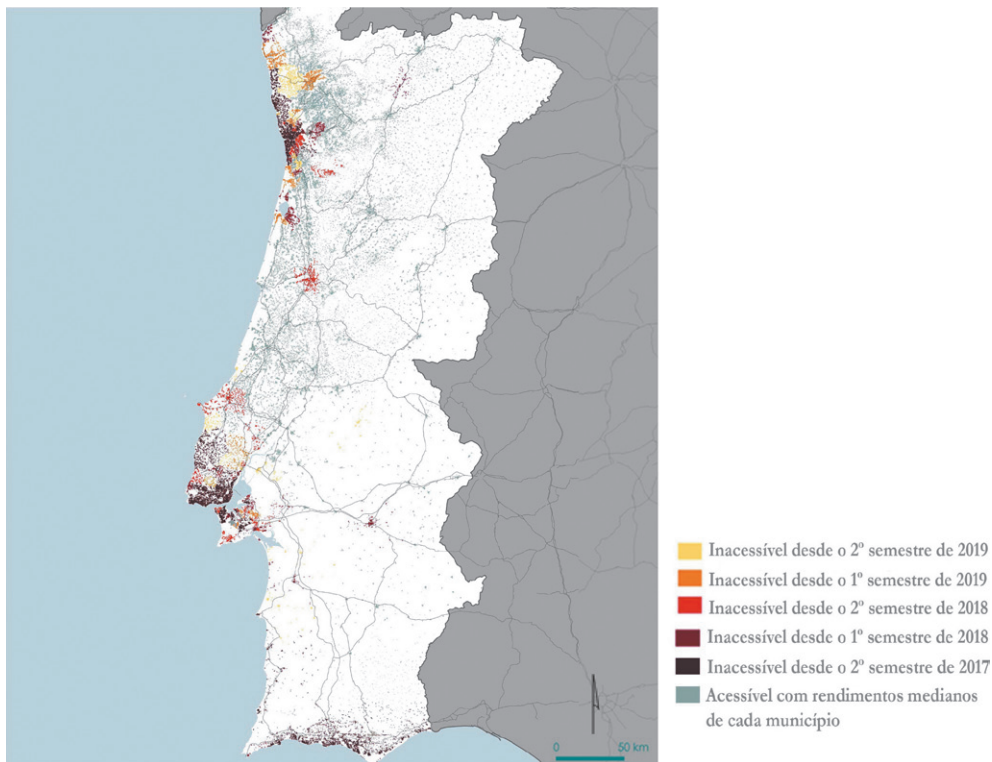 Inacessível desde o 2º semestre de 2019
Inacessível desde o 1º semestre de 2019
Inacessível desde o 2º semestre de 2018
Inacessível desde o 1º semestre de 2018
Inacessível desde o 2º semestre de 2017
Acessível com rendimentos medianos
de cada município
0 50 km